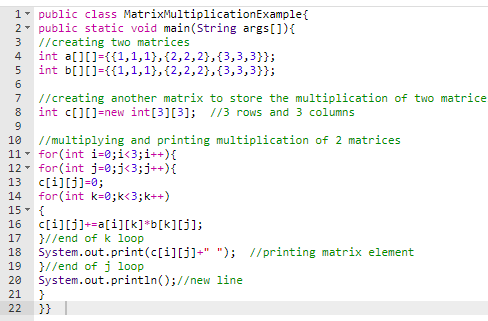 1 public class MatrixMultiplicationExample{
2 public static void main(String args[]){
3 //creating two matrices
4 int a[][]={{1,1,1},{2,2,2},{3,3,3}};
5 int b[][]={{1,1,1},{2,2,2},{3,3,3}};
6
7 //creating another matrix to store the multiplication of two matrice
8 int c[][]=new int[3][3];  //3 rows and 3 columns
9
10 //multiplying and printing multiplication of 2 matrices
11 for(int i=0;i<3;i++){
12 for(int j=0;j<3;j++){
13 c[i][j]=0;
14 for(int k=0;k<3;k++)
15 {
16 c[i][j]+=a[i][k]*b[k][j];
17 }//end of k loop
18 System.out.print(c[i][j]+" ");  //printing matrix element
19 }//end of j loop
20 System.out.println();//new line
21 }
22 }}